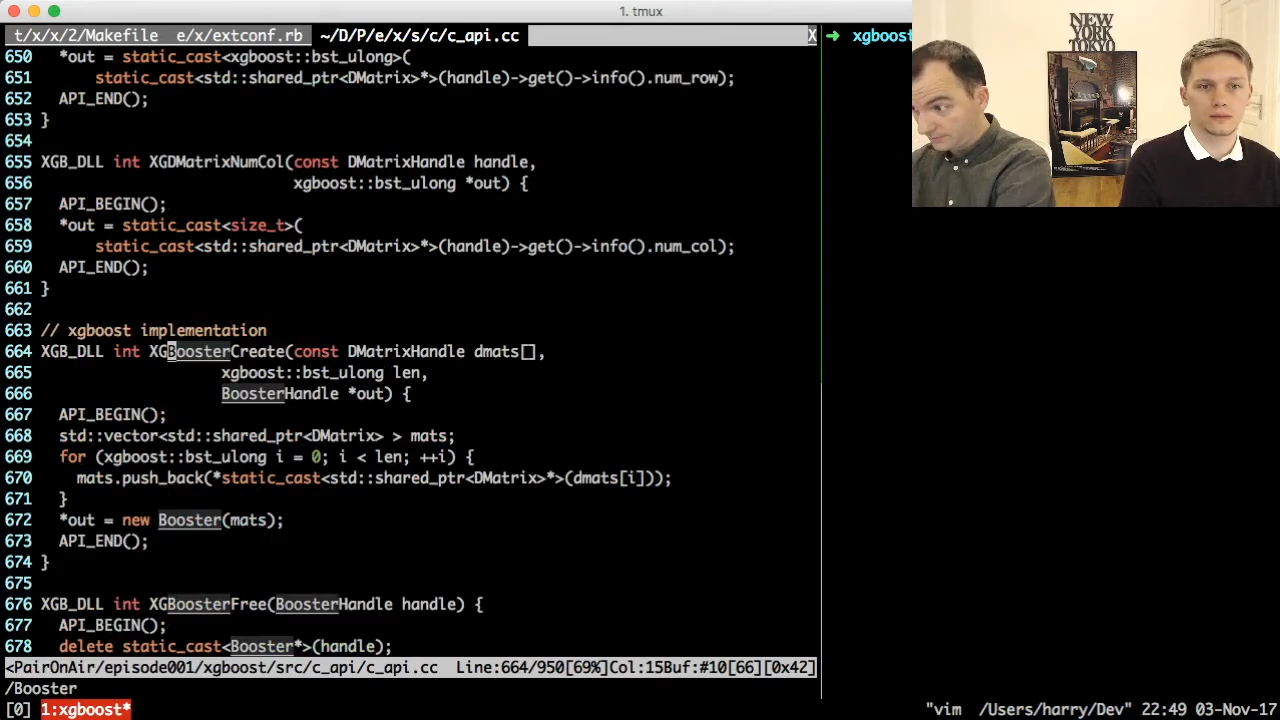 1. tmux
t/x/x/2/Makefile e/x/extconf.rb ~/D/P/e/x/s/c/c_api.cc X
➜ xgboost
NEW
YORK
TOKYO
650 *out = static_cast<xgboost::bst_ulong>(
651 static_cast<std::shared_ptr<DMatrix>*>(handle)->get()->info().num_row);
652 API_END();
653 }
654
655 XGB_DLL int XGDMatrixNumCol(const DMatrixHandle handle,
656 xgboost::bst_ulong *out) {
657 API_BEGIN();
658 *out = static_cast<size_t>(
659 static_cast<std::shared_ptr<DMatrix>*>(handle)->get()->info().num_col);
660 API_END();
661 }
662
663 // xgboost implementation
664 XGB_DLL int XGBoosterCreate(const DMatrixHandle dmats[],
665 xgboost::bst_ulong len,
666 BoosterHandle *out) {
667 API_BEGIN();
668 std::vector<std::shared_ptr<DMatrix> > mats;
669 for (xgboost::bst_ulong i = 0; i < len; ++i) {
670 mats.push_back(*static_cast<std::shared_ptr<DMatrix>*>(dmats[i]));
671 }
672 *out = new Booster(mats);
673 API_END();
674 }
675
676 XGB_DLL int XGBoosterFree(BoosterHandle handle) {
677 API_BEGIN();
678 delete static_cast<Booster*>(handle);
<PairOnAir/episode001/xgboost/src/c_api/c_api.cc Line:664/950[69%]Col:15Buf:#10[66][0x42]
/Booster
[0] 1:xgboost* "vim /Users/harry/Dev" 22:49 03-Nov-17